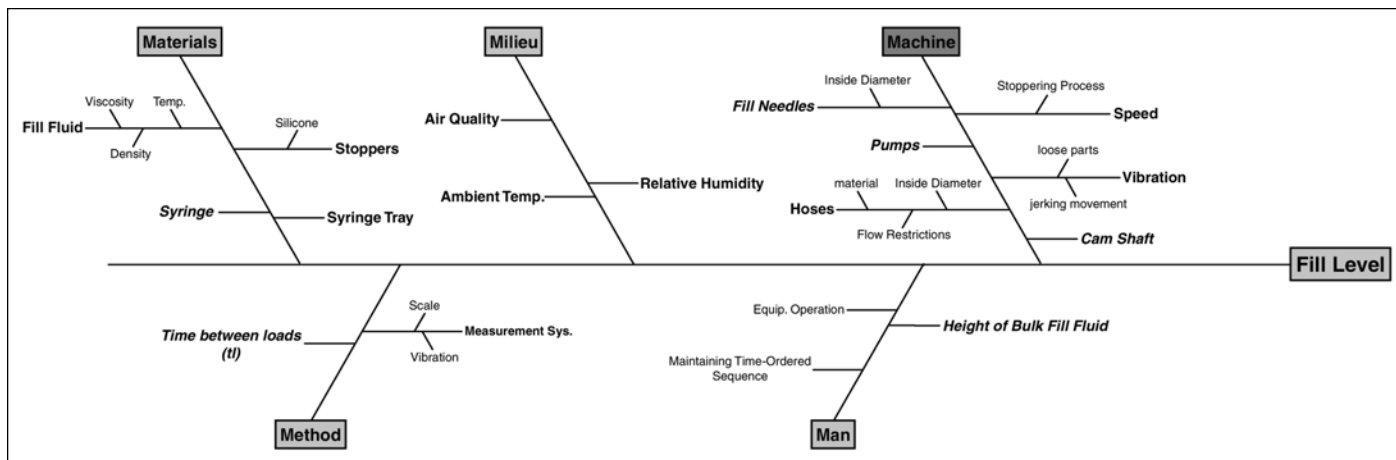 Materials
Milieu
Machine
Viscosity
Temp.
Fill Fluid
Density
Silicone
Stoppers
Syringe
Syringe Tray
Air Quality
Ambient Temp.
Relative Humidity
Inside Diameter
Fill Needles
Stoppering Process
Speed
Pumps
loose parts
Vibration
jerking movement
material
Inside Diameter
Hoses
Flow Restrictions
Cam Shaft
Fill Level
Time between loads
(tl)
Scale
Measurement Sys.
Vibration
Equip. Operation
Height of Bulk Fill Fluid
Maintaining Time-Ordered
Sequence
Method
Man